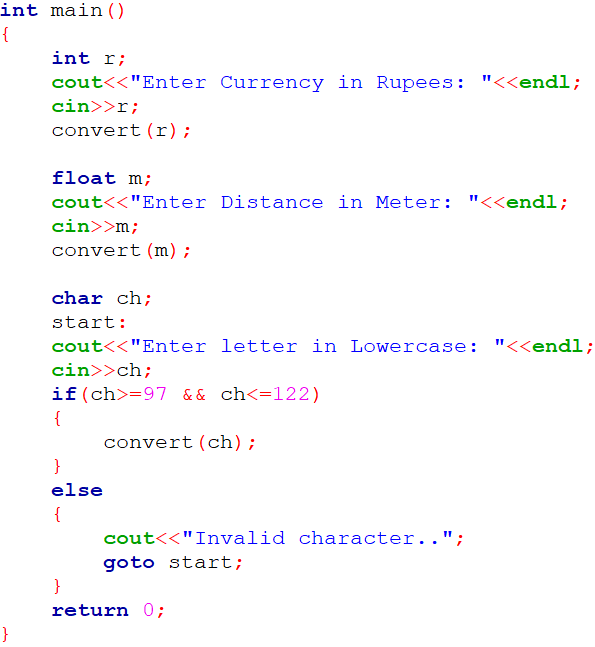 int main()
{
    int r;
    cout<<"Enter Currency in Rupees: "<<endl;
    cin>>r;
    convert(r);

    float m;
    cout<<"Enter Distance in Meter: "<<endl;
    cin>>m;
    convert(m);

    char ch;
    start:
    cout<<"Enter letter in Lowercase: "<<endl;
    cin>>ch;
    if(ch>=97 && ch<=122)
    {
        convert(ch);
    }
    else
    {
        cout<<"Invalid character..";
        goto start;
    }
    return 0;
}